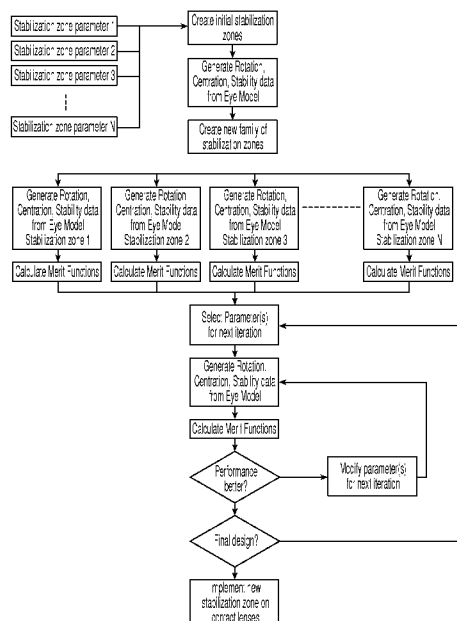 Stabilization zone parameter 1
Stabilization zone parameter 2
Stabilization zone parameter 3
Stabilization zone parameter N
Create initial stabilization
zones
Generate Rotation,
Centration, Stability data
from Eye Model
Create new family of
stabilization zones
Generate Rotation,
Centration, Stability data
from Eye Model
Stabilization zone 1
Generate Rotation
Centration, Stability data
from Eye Mode
Stabilization zone 2
Generate Rotation,
Centration, Stability data
from Eye Model
Stabilization zone 3
Generate Rotation.
Centration, Stability data
from Eye Model
Stabilization zone N
Calculate Merit Functions
Calculate Merit Functions
Calculate Merit Functions
Calculate Merit Functions
Select Parameter(s)
for next iteration
Generate Rotation.
Centration, Stability data
from Eye Model
Calculate Merit Functions
Performance
better?
Modify parameter(s)
for next iteration
Final design?
Implement new
stabilization zone on
contact lenses